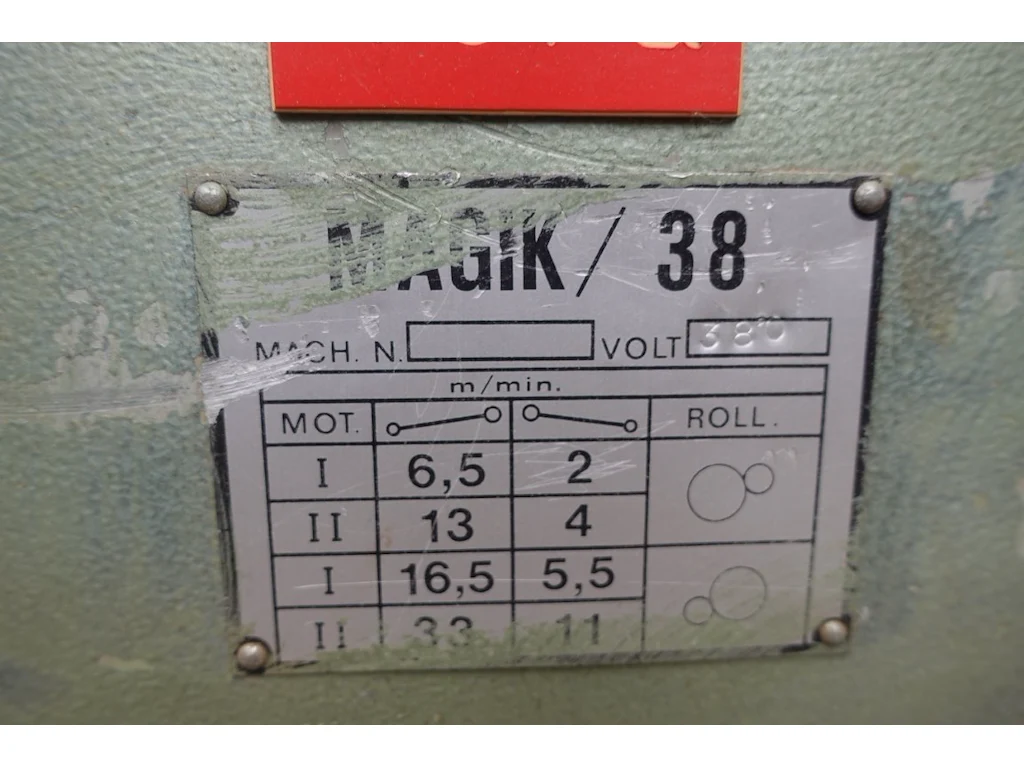 MAGIK / 38
MACH. N. VOLT 380
m/min.
MOT. ROLL.
I 6,5 2
II 13 4
I 16,5 5,5
II 33 11